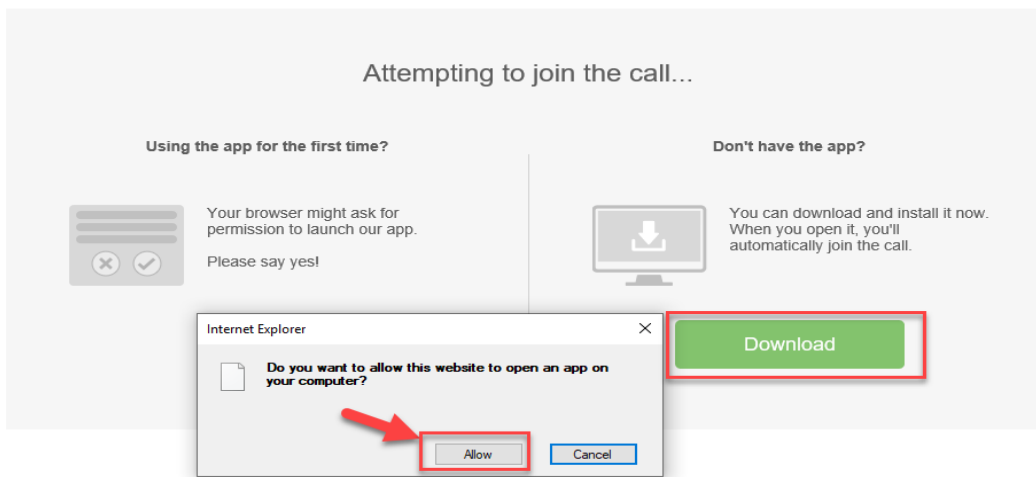 Attempting to join the call...
Using the app for the first time?
Your browser might ask for
permission to launch our app.
Please say yes!
Don't have the app?
You can download and install it now.
When you open it, you'll
automatically join the call.
Download
Internet Explorer
Do you want to allow this website to open an app on
your computer?
Allow
Cancel